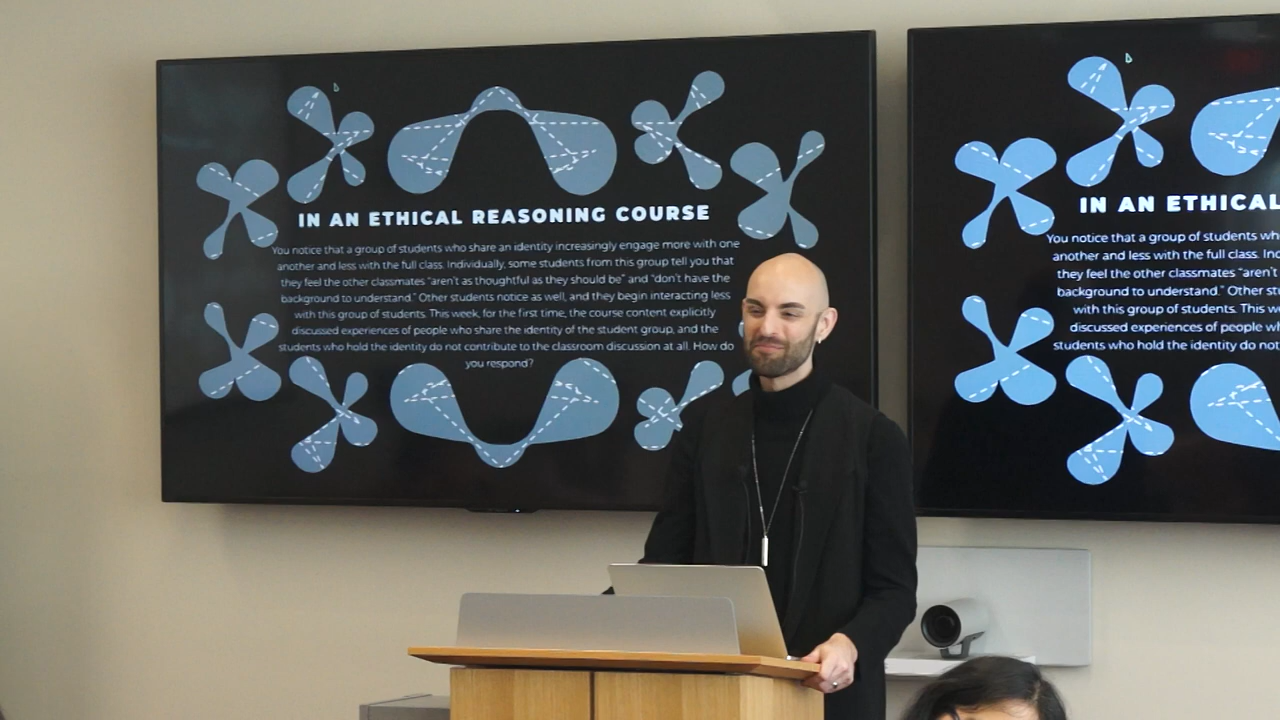 IN AN ETHICAL REASONING COURSE
You notice that a group of students who share an identity increasingly engage more with one
another and less with the full class. Individually, some students from this group tell you that
they feel the other classmates "aren't as thoughtful as they should be" and "don't have the
background to understand." Other students notice as well, and they begin interacting less
with this group of students. This week, for the first time, the course content explicitly
discussed experiences of people who share the identity of the student group, and the
students who hold the identity do not contribute to the classroom discussion at all. How do
you respond?
IN AN ETHICAL
You notice that a group of students wh
another and less with the full class. Ind
they feel the other classmates "aren't
background to understand." Other stu
with this group of students. This we
discussed experiences of people wh
students who hold the identity do not